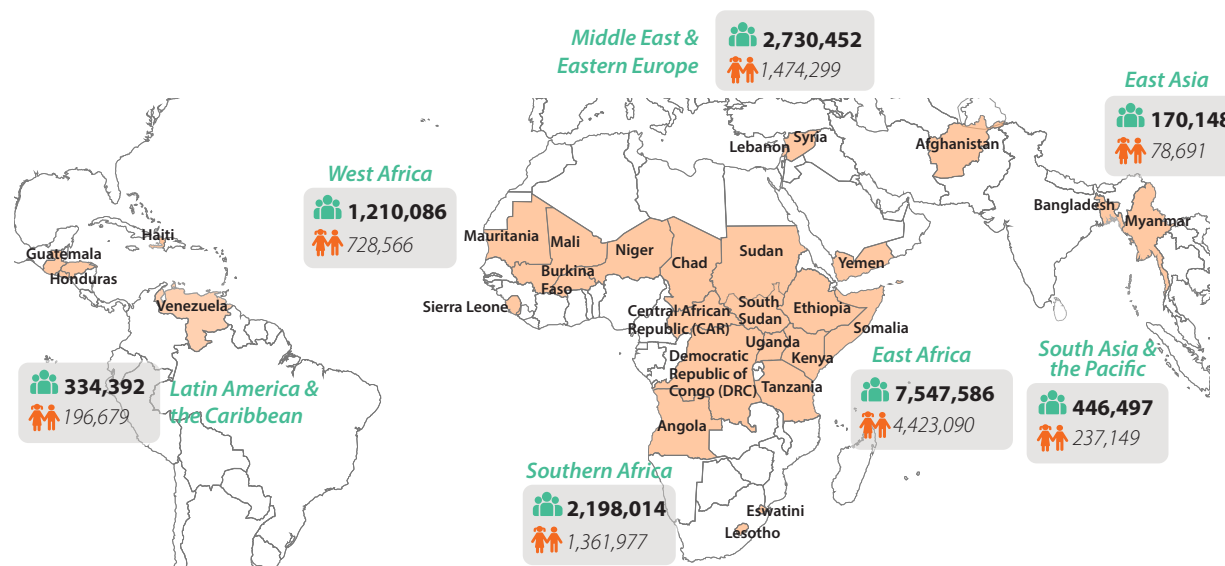 Middle East &
Eastern Europe
2,730,452
1,474,299
East Asia
170,148
78,691
West Africa
1,210,086
728,566
Syria
Lebanon
Afghanistan
Bangladesh
Myanmar
Haiti
Guatemala
Honduras
Venezuela
Mauritania
Mali
Niger
Chad
Sudan
Yemen
Burkina
Faso
Sierra Leone
Central African
Republic (CAR)
South
Sudan
Ethiopia
Somalia
Uganda
Kenya
Democratic
Republic of
Congo (DRC)
Tanzania
Angola
East Africa
7,547,586
4,423,090
South Asia &
the Pacific
446,497
237,149
334,392
196,679
Latin America &
the Caribbean
Southern Africa
2,198,014
1,361,977
Eswatini
Lesotho